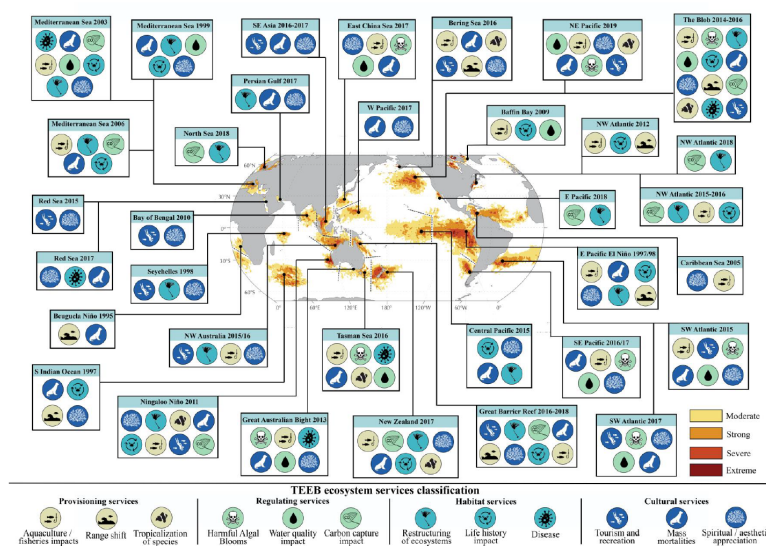 Mediterranean Sea 2003
Mediterranean Sea 1999
SE Asia 2016-2017
East China Sea 2017
Bering Sea 2016
NE Pacific 2019
The Blob 2014-2016
Persian Golf 2017
W Pacific 2017
Baffin Bay 2009
Mediterranean Sea 2006
North Sea 2018
NW Atlantic 2012
NW Atlantic 2018
60°N
10°N
10°S
30°S
60°S
0°E
60°E
120°E
180°E
120°W
60°W
0°W
Red Sea 2015
Bay of Bengal 2010
E Pacific 2018
NW Atlantic 2015-2016
Red Sea 2017
Seychelles 1998
E Pacific El Niño 1997/98
Caribbean Sea 2005
Benguela Niño 1995
NW Australia 2015/16
Tasman Sea 2016
Central Pacific 2015
SE Pacific 2016/17
SW Atlantic 2015
S Indian Ocean 1997
Ningaloo Niño 2011
Great Australian Bight 2013
New Zealand 2017
Great Barrier Reef 2016-2018
SW Atlantic 2017
Moderate
Strong
Severe
Extreme
TEEB ecosystem services classification
Provisioning services
Regulating services
Habitat services
Cultural services
Aquaculture /
fisheries impacts
Range shift
Tropicalization
of species
Harmful Algal
Blooms
Water quality
impact
Carbon capture
impact
Restructuring
of ecosystems
Life history
impact
Disease
Tourism and
recreation
Mass
mortalities
Spiritual / aesthetic
appreciation